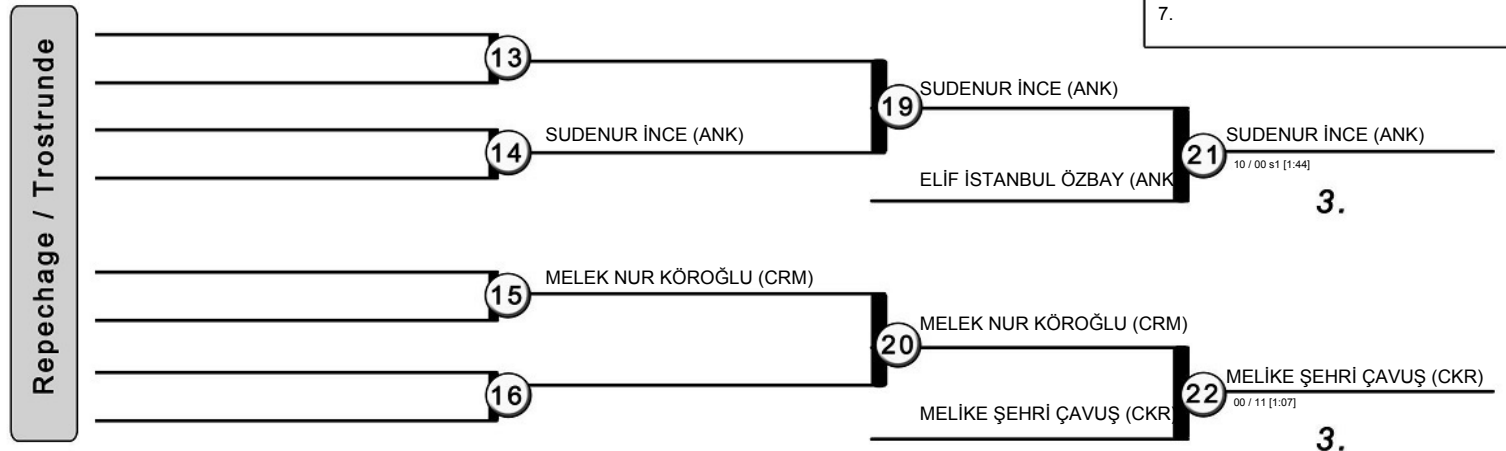 7.
Repechage / Trostrunde
13
SUDENUR İNCE (ANK)
19
14
SUDENUR İNCE (ANK)
SUDENUR İNCE (ANK)
21
10 / 00 s1 [1:44]
ELİF İSTANBUL ÖZBAY (ANK
3.
15
MELEK NUR KÖROĞLU (CRM)
MELEK NUR KÖROĞLU (CRM)
20
MELİKE ŞEHRİ ÇAVUŞ (CKR)
22
00 / 11 [1:07]
16
MELİKE ŞEHRİ ÇAVUŞ (CKR
3.